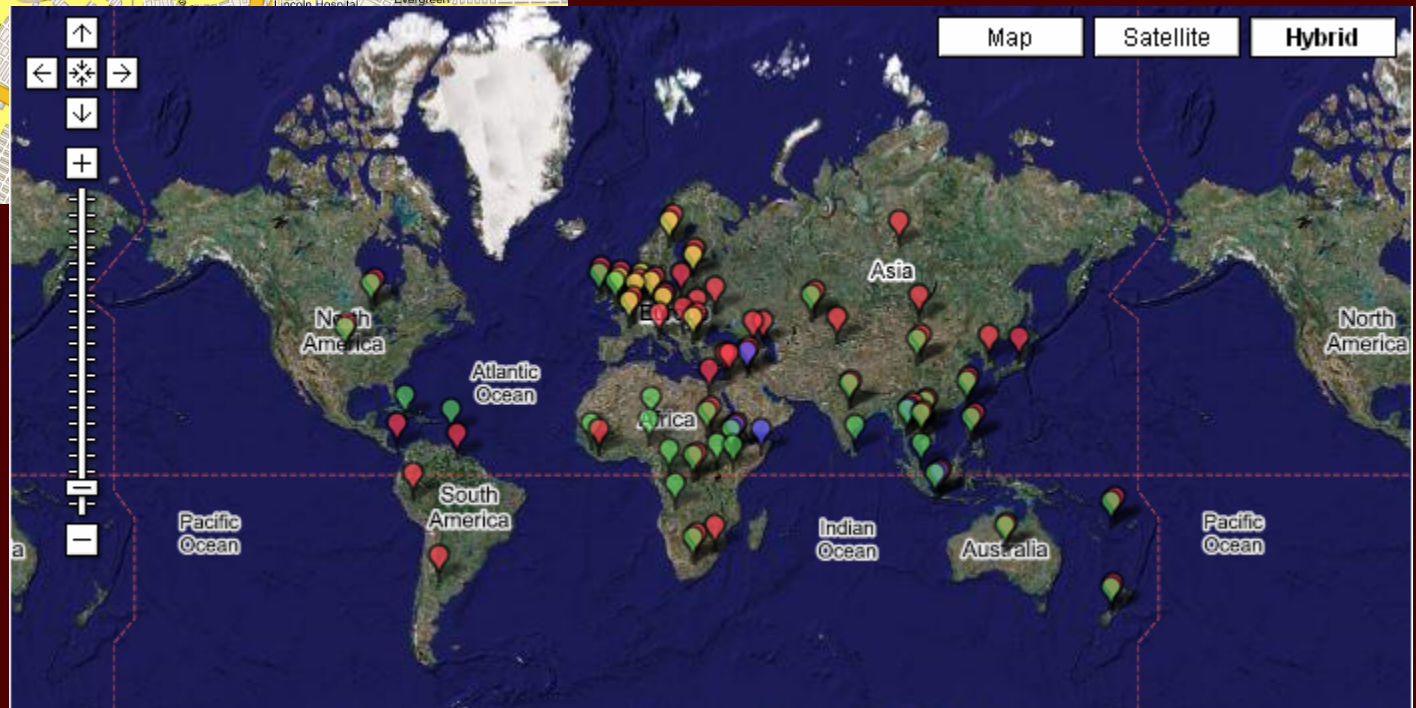 Lincoln Hospital
Evergreen
Map
Satellite
Hybrid
Asia
North
America
North
America
Atlantic
Ocean
Africa
South
America
Pacific
Ocean
Indian
Ocean
Australia
Pacific
Ocean
a